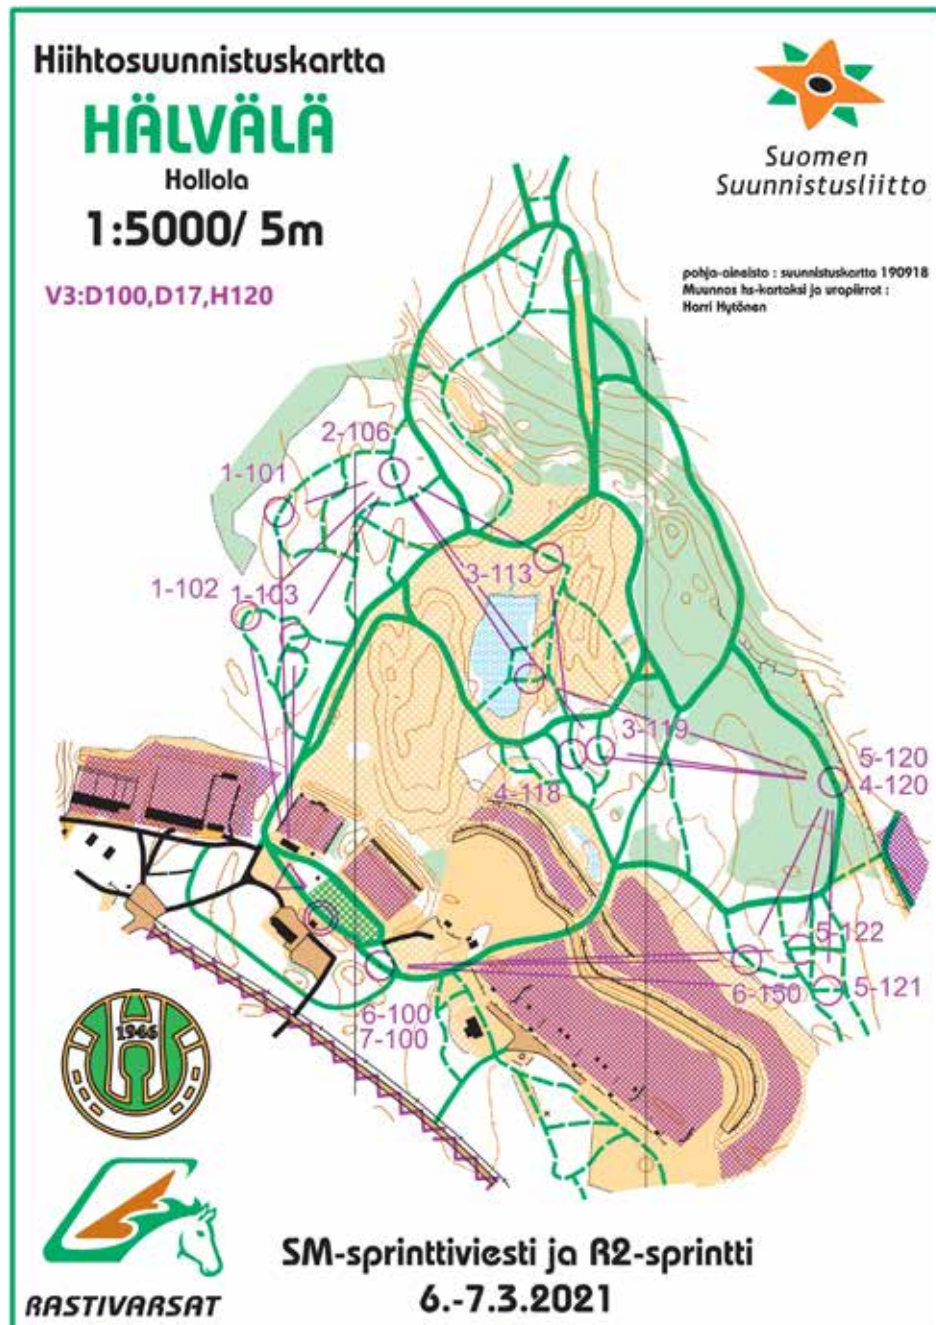 Hiihtosuunnistuskartta
HÄLVÄLÄ
Hollola
1:5000/ 5m
V3:D100,D17,H120
Suomen
Suunnistusliitto
pohja-aineisto : suunnistuskartta 190918
Muunnos hs-kartaksi ja urapiirrot :
Harri Hytönen
2-106
1-101
3-113
1-102
1-103
3-119
5-120
4-120
4-118
5-122
5-121
6-150
6-100
7-100
1946
RASTIVARSAT
SM-sprinttiviesti ja R2-sprintti
6.-7.3.2021